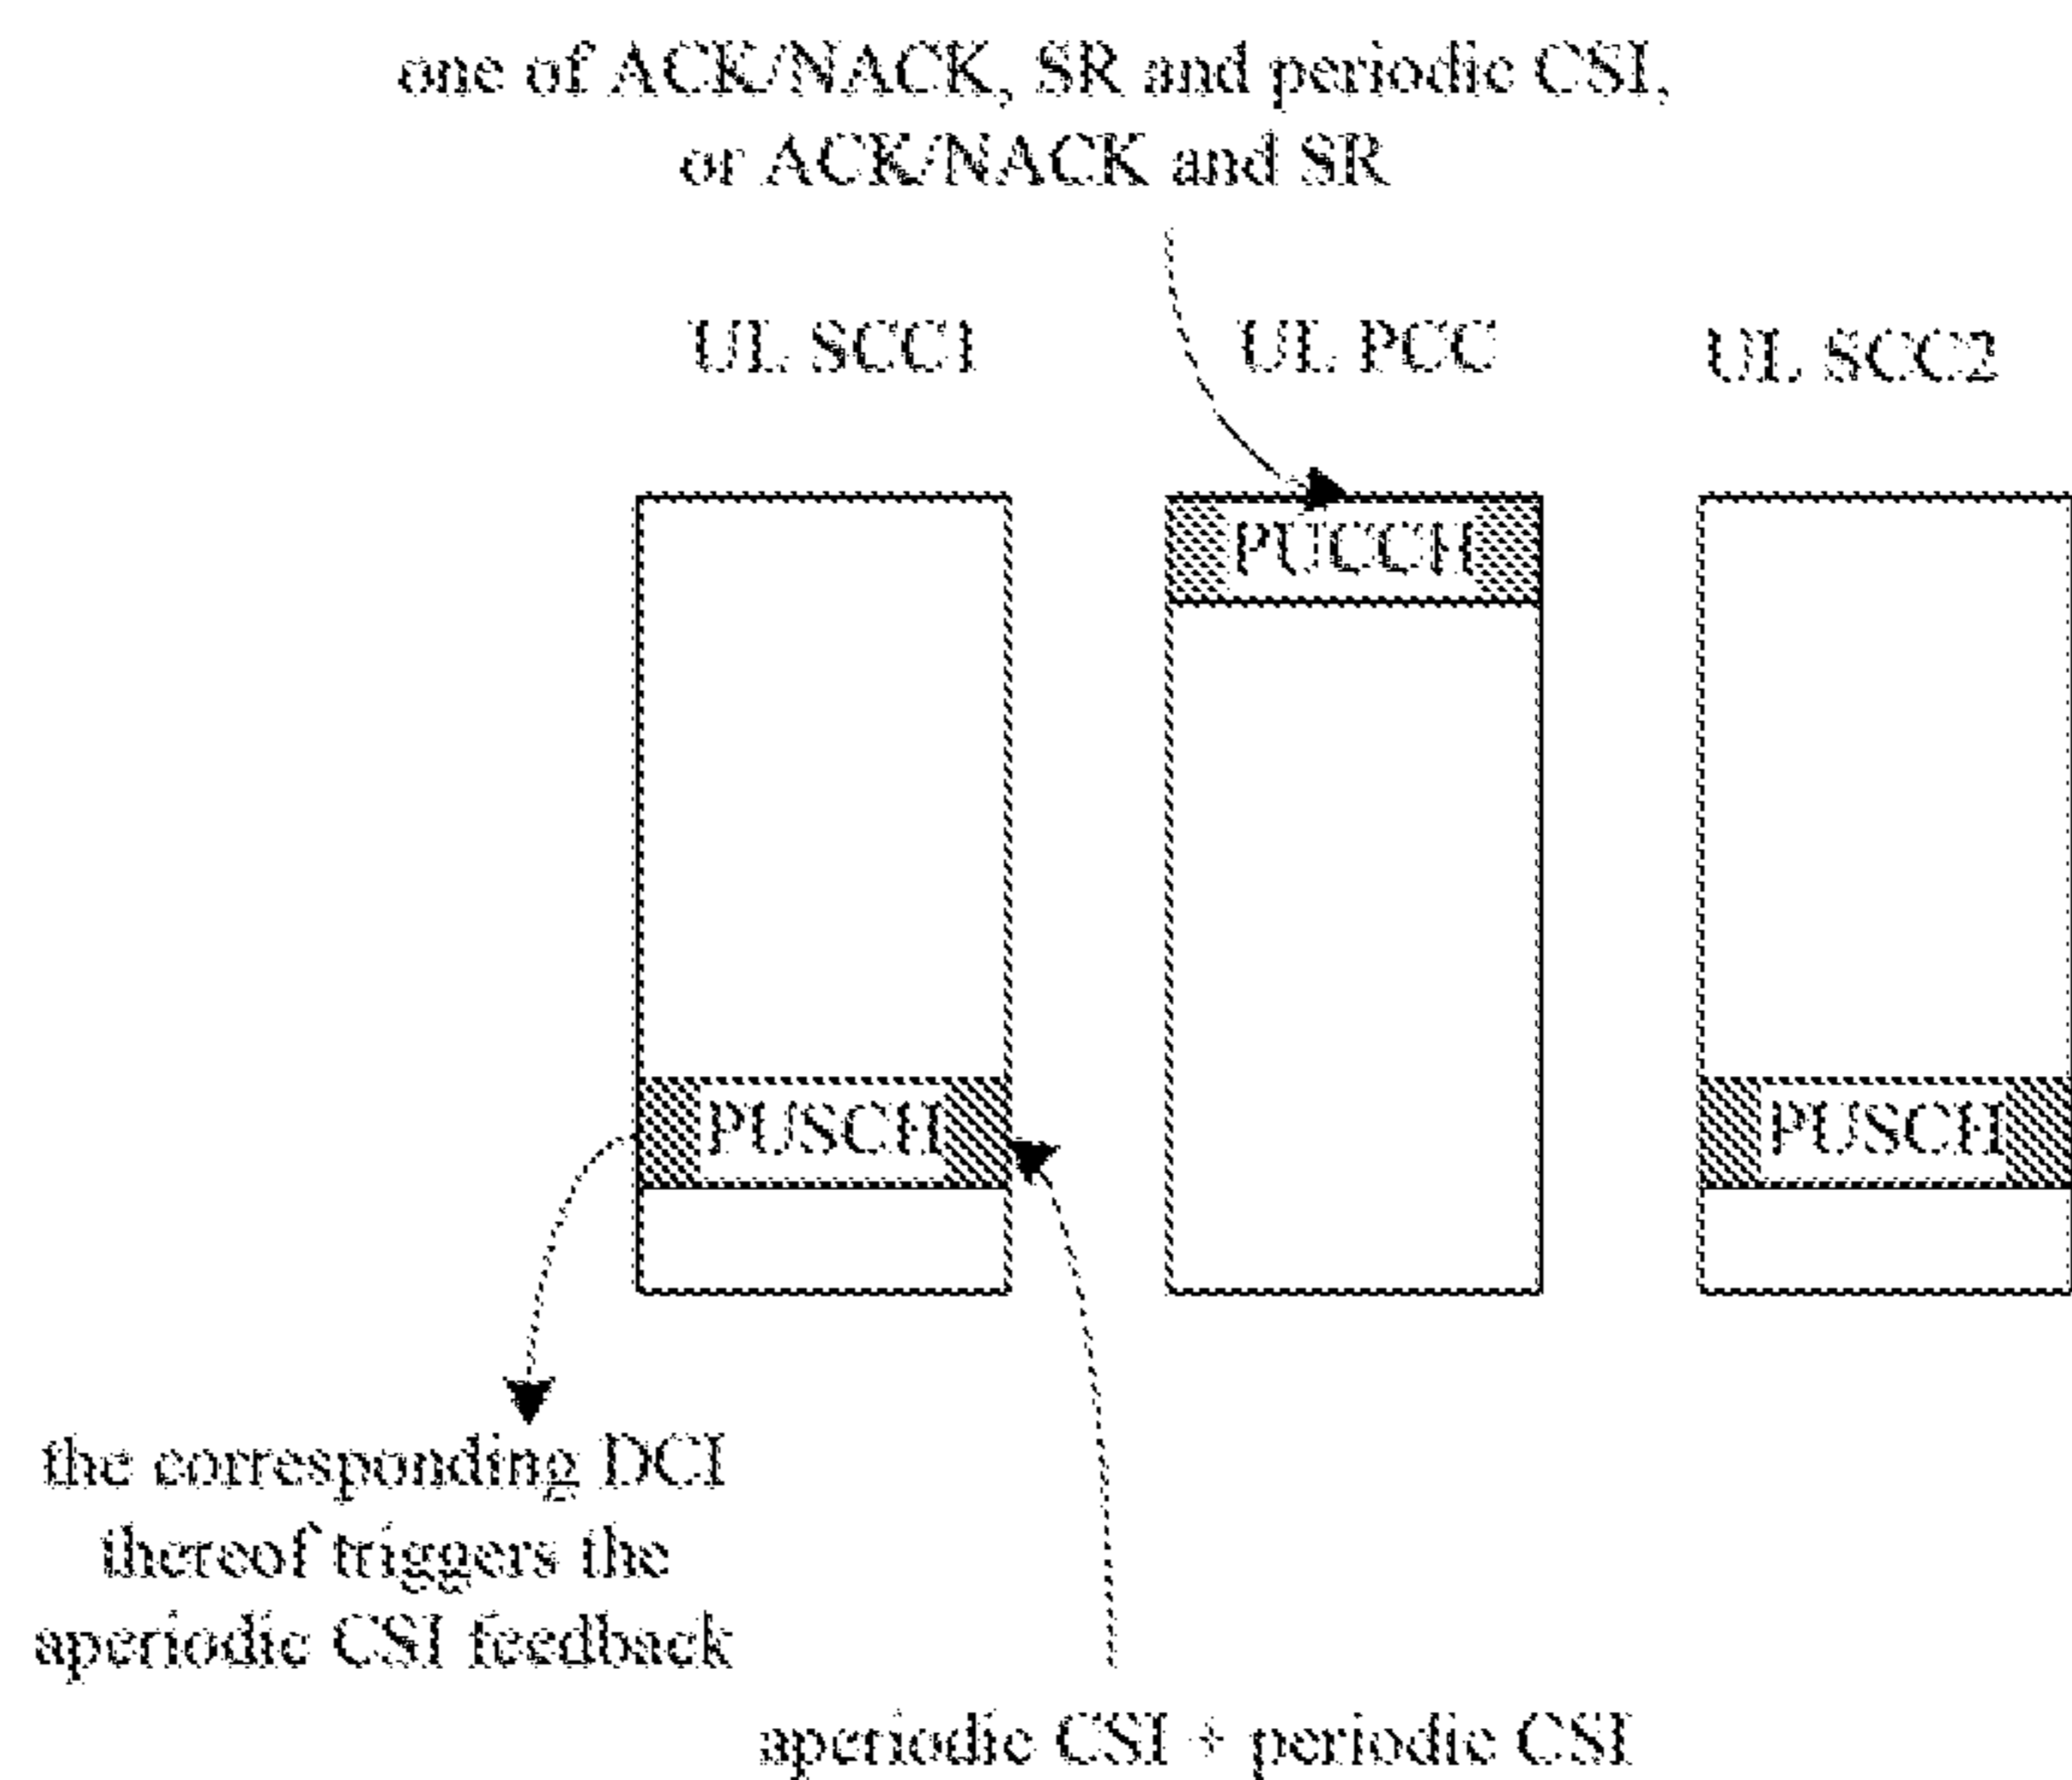 one of ACK/NACK, SR and periodic CSI,
or ACK/NACK and SR
UL SCC1
UL PCC
UL SCC2
PUCCH
PUSCH
PUSCH
the corresponding DCI
thereof triggers the
aperiodic CSI feedback
aperiodic CSI + periodic CSI